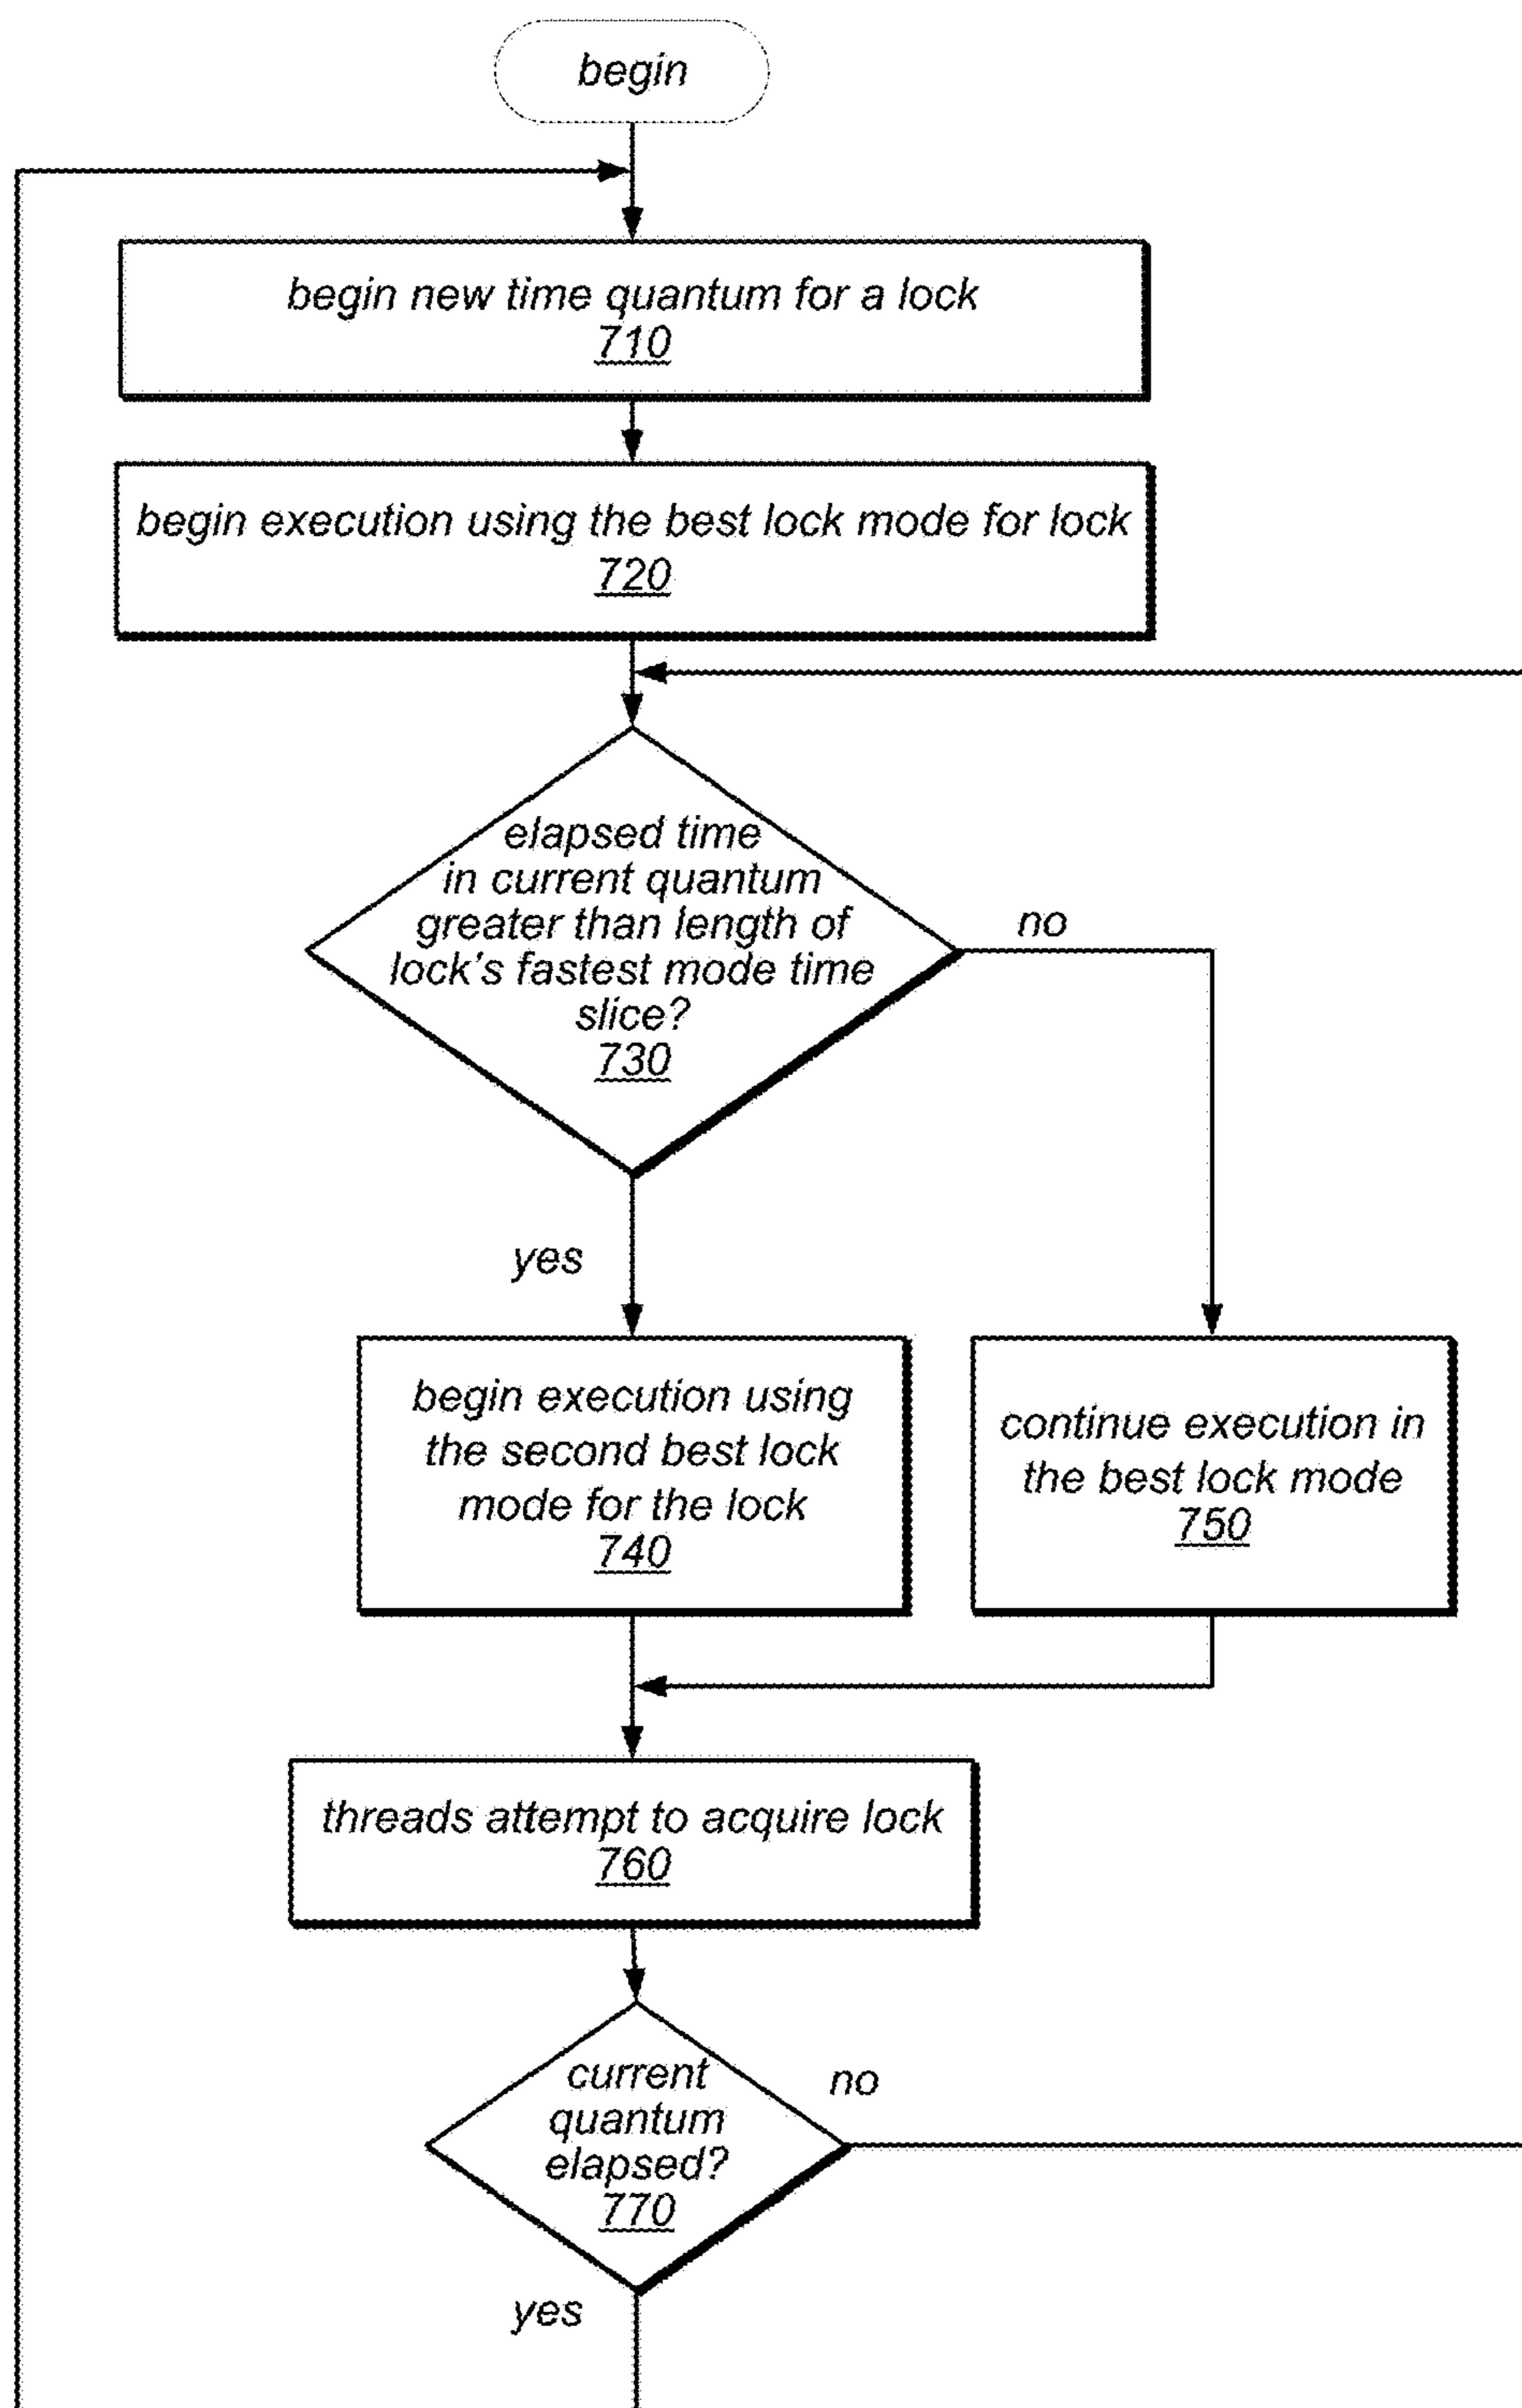 begin
begin new time quantum for a lock
710
begin execution using the best lock mode for lock
720
elapsed time
in current quantum
greater than length of
lock's fastest mode time
slice?
730
no
yes
begin execution using
the second best lock
mode for the lock
740
continue execution in
the best lock mode
750
threads attempt to acquire lock
760
current
quantum
elapsed?
770
no
yes